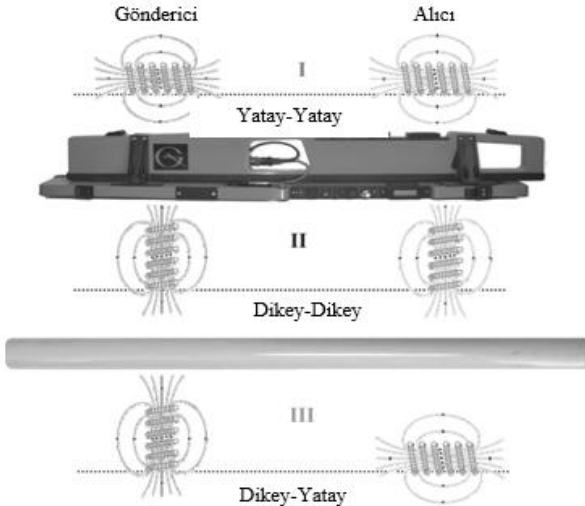 Gönderici Alıcı
I
Yatay-Yatay
II
Dikey-Dikey
III
Dikey-Yatay